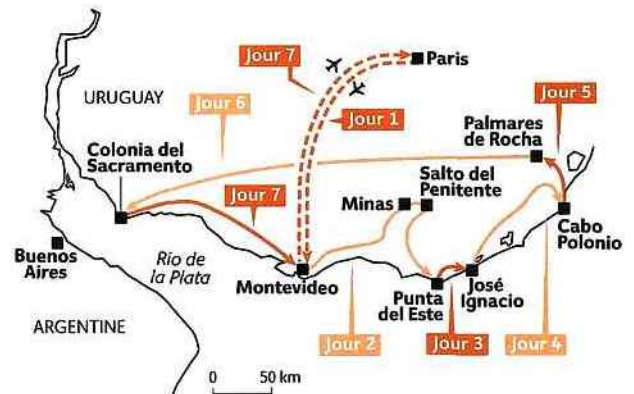 Jour 7
Paris
URUGUAY
Jour 6
Jour 1
Jour 5
Colonia del
Sacramento
Palmares
de Rocha
Salto del
Penitente
Jour 7
Minas
Buenos
Aires
Río de
la Plata
Cabo
Polonio
Montevideo
Punta
del Este
José
Ignacio
ARGENTINE
Jour 2
Jour 3
Jour 4
0 50 km